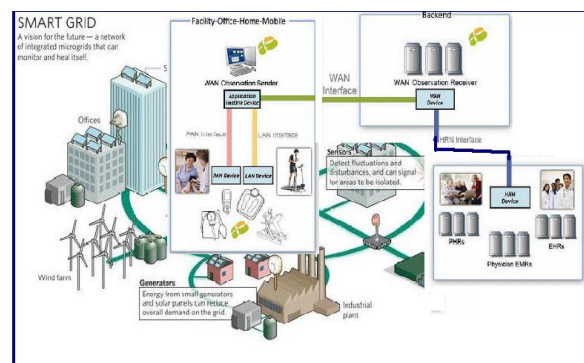 SMART GRID
A vision for the future — a network
of integrated microgrids that can
monitor and heal itself.
Offices
Wind farm
Facility-Office-Home-Mobile
WAN Observation Sender
Application
Hosting Device
PAN Interface
LAN Interface
PAN Device
LAN Device
WAN
Interface
Backend
WAN Observation Receiver
WAN
Device
HRN Interface
Sensors
Detect fluctuations and
disturbances, and can signal
for areas to be isolated.
HRN
Device
PHRs
Physician EMRs
EHRs
Generators
Energy from small generators
and solar panels can reduce
overall demand on the grid.
Industrial
plant